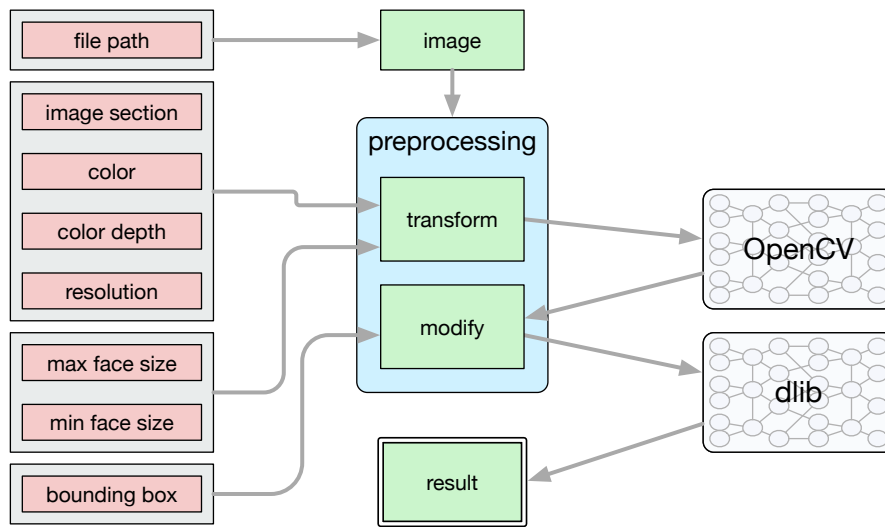 file path
image
image section
color
color depth
resolution
max face size
min face size
bounding box
preprocessing
transform
modify
OpenCV
dlib
result